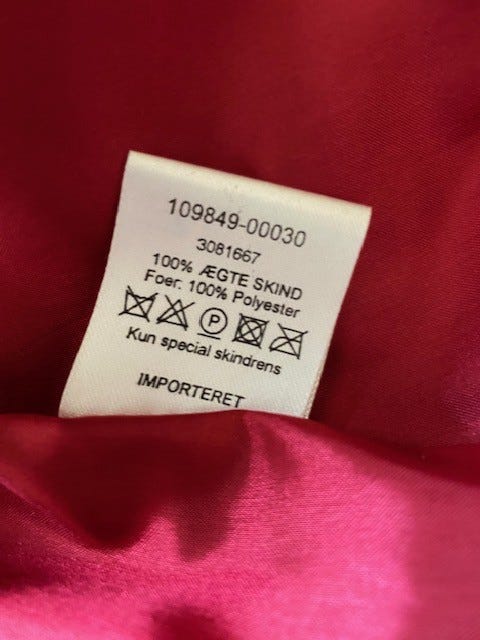 109849-00030
3081667
100% ÆGTE SKIND
Foer: 100% Polyester
P
Kun special skindrens
IMPORTERET